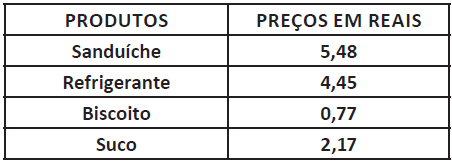 PRODUTOS PREÇOS EM REAIS
Sanduíche 5,48
Refrigerante 4,45
Biscoito 0,77
Suco 2,17